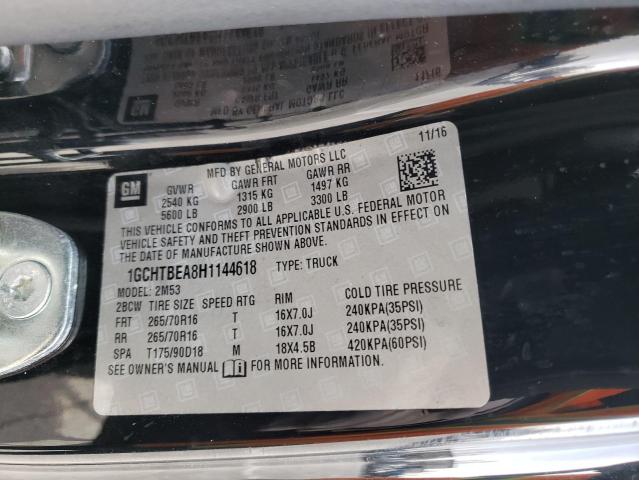 11/16
MFD BY GENERAL MOTORS LLC
GM
GVWR GAWR FRT GAWR RR
2540 KG 1315 KG 1497 KG
5600 LB 2900 LB 3300 LB
THIS VEHICLE CONFORMS TO ALL APPLICABLE U.S. FEDERAL MOTOR
VEHICLE SAFETY AND THEFT PREVENTION STANDARDS IN EFFECT ON
THE DATE OF MANUFACTURE SHOWN ABOVE.
1GCHTBEA8H1144618 TYPE: TRUCK
MODEL: 2M53
2BCW TIRE SIZE SPEED RTG RIM COLD TIRE PRESSURE
FRT 265/70R16 T 16X7.0J 240KPA(35PSI)
RR 265/70R16 T 16X7.0J 240KPA(35PSI)
SPA T175/90D18 M 18X4.5B 420KPA(60PSI)
SEE OWNER'S MANUAL FOR MORE INFORMATION.